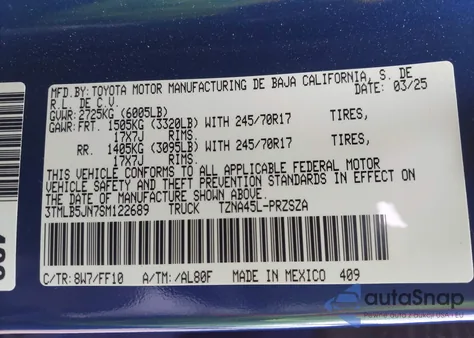 MFD.BY:TOYOTA MOTOR MANUFACTURING DE BAJA CALIFORNIA, S. DE
R.L. DE C.V. DATE: 03/25
GVWR: 2725KG (6005LB)
GAWR:FRT. 1505KG (3320LB) WITH 245/70R17 TIRES,
17X7J RIMS.
RR. 1405KG (3095LB) WITH 245/70R17 TIRES,
17X7J RIMS.
THIS VEHICLE CONFORMS TO ALL APPLICABLE FEDERAL MOTOR
VEHICLE SAFETY AND THEFT PREVENTION STANDARDS IN EFFECT ON
THE DATE OF MANUFACTURE SHOWN ABOVE.
3TMLB5JN7SM122689 TRUCK TZNA45L-PRZSZA
C/TR: 8W7/FF10 A/TM: /AL80F MADE IN MEXICO 409
autoSnap